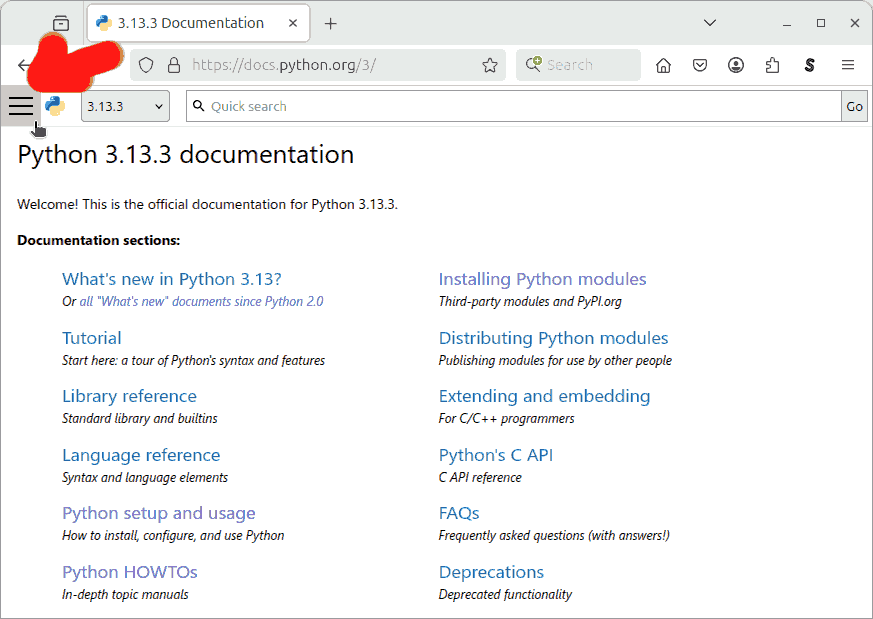 3.13.3 Documentation
https://docs.python.org/3/
Search
3.13.3
Quick search
Go
Python 3.13.3 documentation
Welcome! This is the official documentation for Python 3.13.3.
Documentation sections:
What's new in Python 3.13?
Or all "What's new" documents since Python 2.0
Tutorial
Start here: a tour of Python's syntax and features
Library reference
Standard library and builtins
Language reference
Syntax and language elements
Python setup and usage
How to install, configure, and use Python
Python HOWTOs
In-depth topic manuals
Installing Python modules
Third-party modules and PyPI.org
Distributing Python modules
Publishing modules for use by other people
Extending and embedding
For C/C++ programmers
Python's C API
C API reference
FAQs
Frequently asked questions (with answers!)
Deprecations
Deprecated functionality